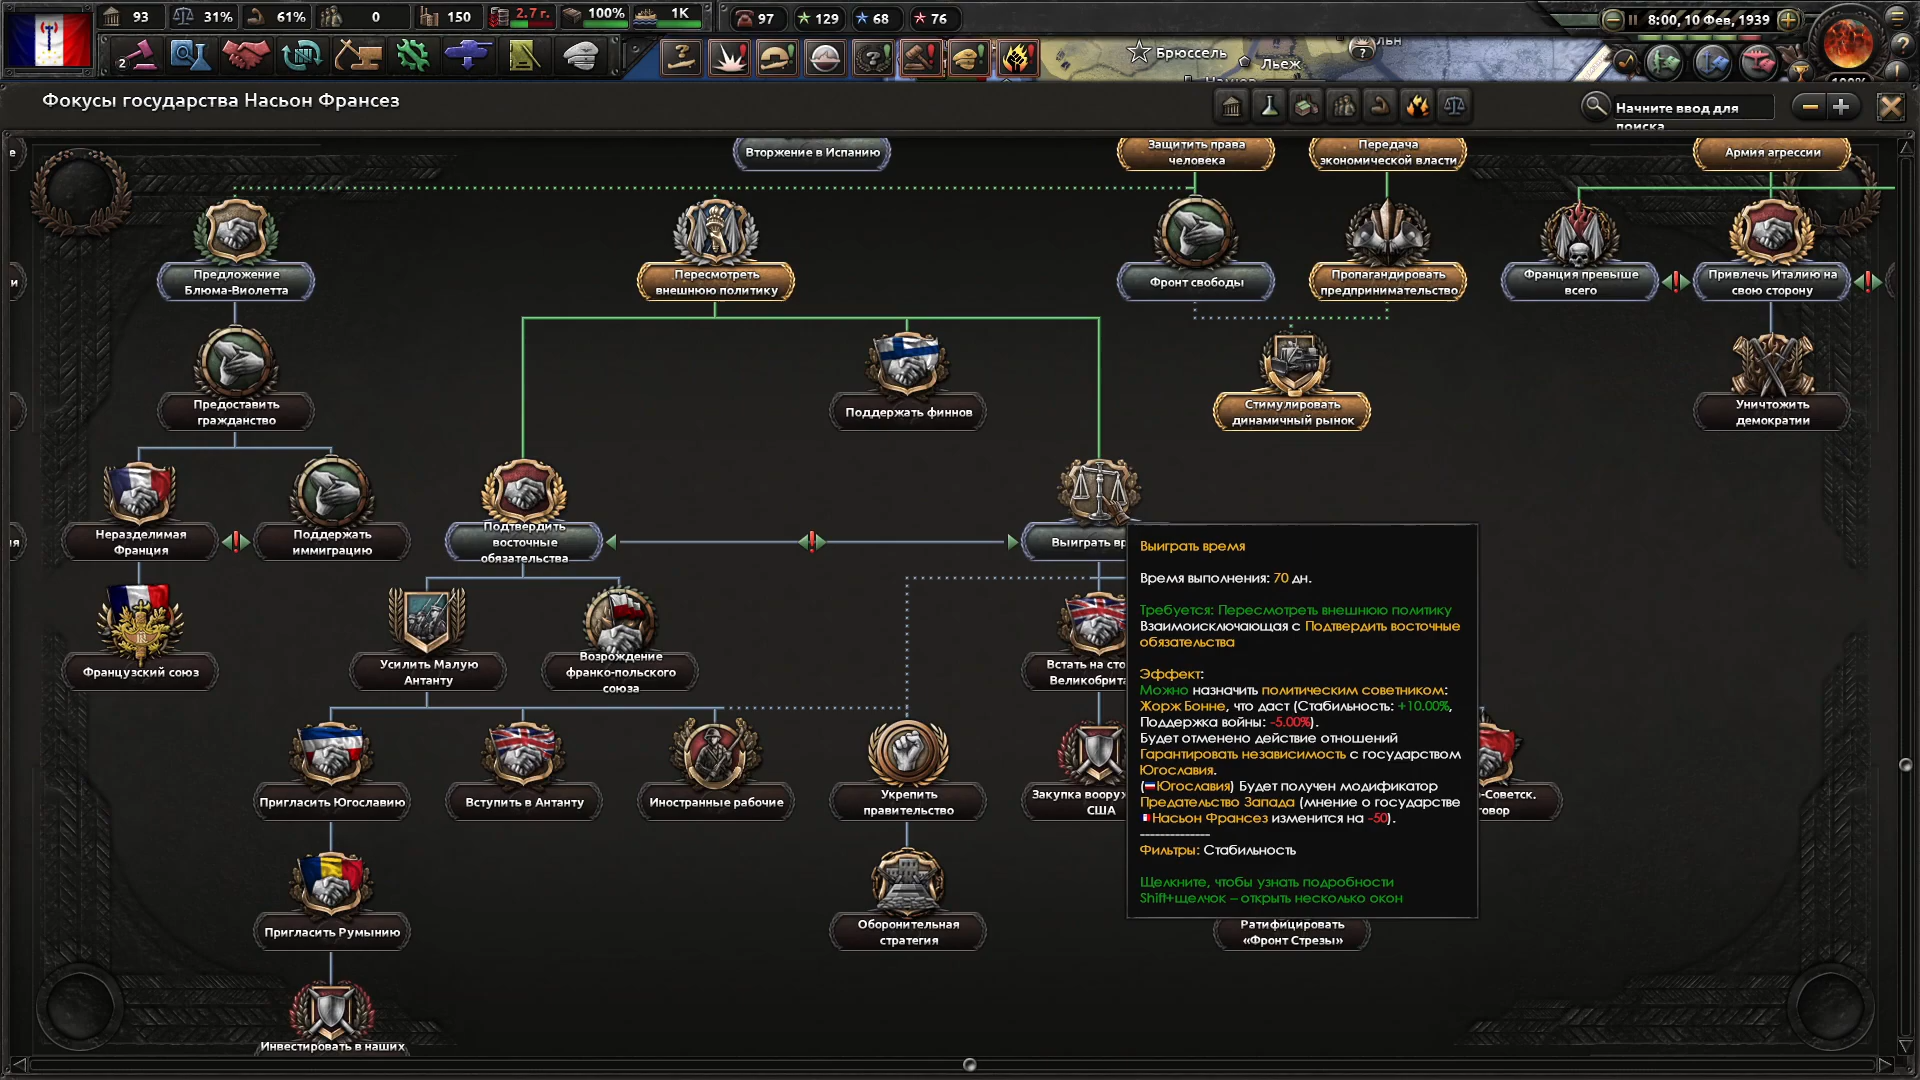 93
31%
61%
0
150
2.7 г.
100%
1К
97
129
68
76
8:00, 10 Фев, 1939
2
Брюссель
Льеж
льн
100%
Фокусы государства Насьон Франсез
Начните ввод для
поиска
Вторжение в Испанию
Защитить права
человека
Передача
экономической власти
Армия агрессии
Предложение
Блюма-Виолетта
Пересмотреть
внешнюю политику
Фронт свободы
Пропагандировать
предпринимательство
Франция превыше
всего
Привлечь Италию на
свою сторону
Предоставить
гражданство
Поддержать финнов
Стимулировать
динамичный рынок
Уничтожить
демократии
Неразделимая
Франция
Поддержать
иммиграцию
Подтвердить
восточные
обязательства
Выиграть вр
Французский союз
Усилить Малую
Антанту
Возрождение
франко-польского
союза
Встать на сто
Великобрита
Пригласить Югославию
Вступить в Антанту
Иностранные рабочие
Укрепить
правительство
Закупка воору
США
-Советск.
овор
Пригласить Румынию
Оборонительная
стратегия
Ратифицировать
«Фронт Стрезы»
Инвестировать в наших
Выиграть время
Время выполнения: 70 дн.
Требуется: Пересмотреть внешнюю политику
Взаимоисключающая с Подтвердить восточные
обязательства
Эффект:
Можно назначить политическим советником:
Жорж Бонне, что даст (Стабильность: +10.00%,
Поддержка войны: -5.00%).
Будет отменено действие отношений
Гарантировать независимость с государством
Югославия.
(Югославия) Будет получен модификатор
Предательство Запада (мнение о государстве
Насьон Франсез изменится на -50).
--------------
Фильтры: Стабильность
Щелкните, чтобы узнать подробности
Shift+щелчок – открыть несколько окон